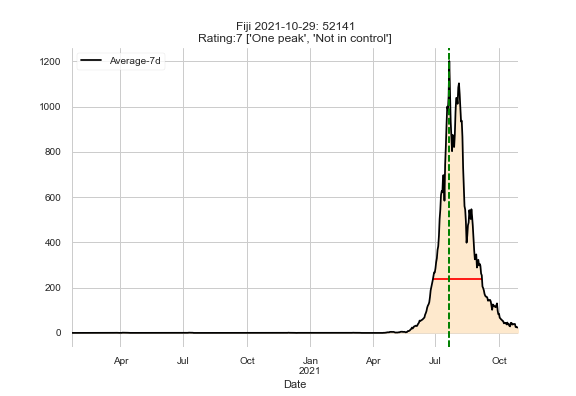 Fiji 2021-10-29: 52141
Rating:7 ['One peak', 'Not in control']
Average-7d
1200
1000
800
600
400
200
0
Apr Jul Oct Jan Apr Jul Oct
2021
Date